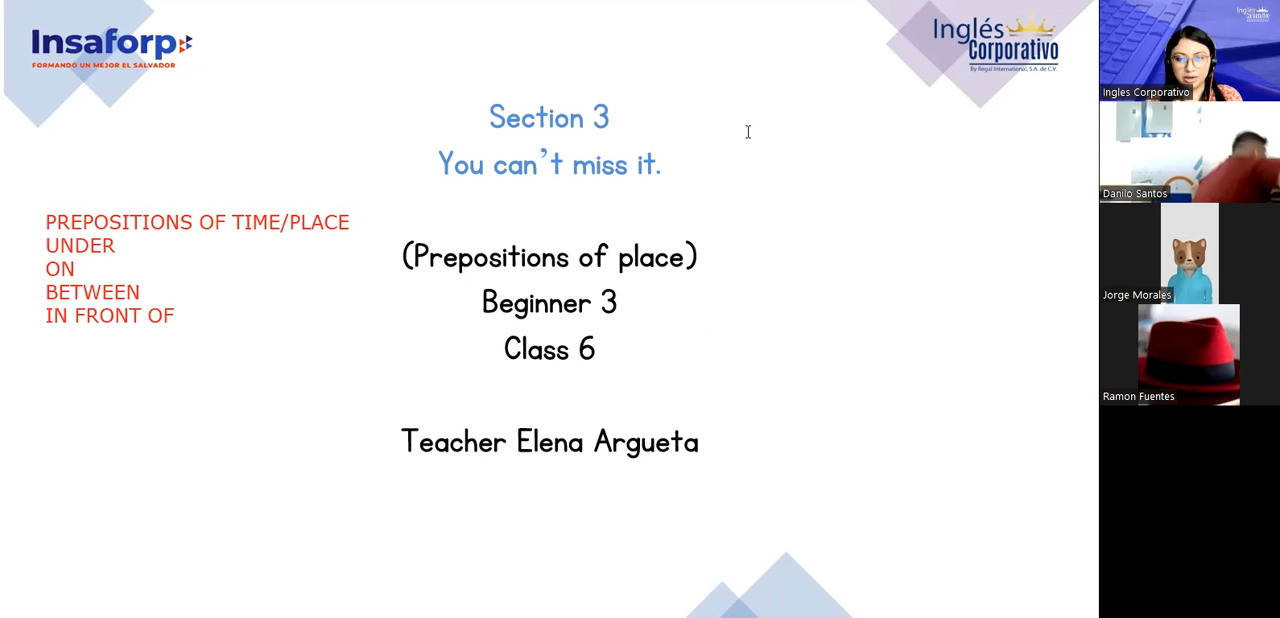 Insaforp
FORMANDO UN MEJOR EL SALVADOR
Inglés
Corporativo
By Regal International, S.A. de C.V.
Section 3
You can't miss it.
PREPOSITIONS OF TIME/PLACE
UNDER
ON
BETWEEN
IN FRONT OF
(Prepositions of place)
Beginner 3
Class 6
Teacher Elena Argueta
Inglés
Corporativo
Ingles Corporativo
Danilo Santos
Jorge Morales
Ramon Fuentes